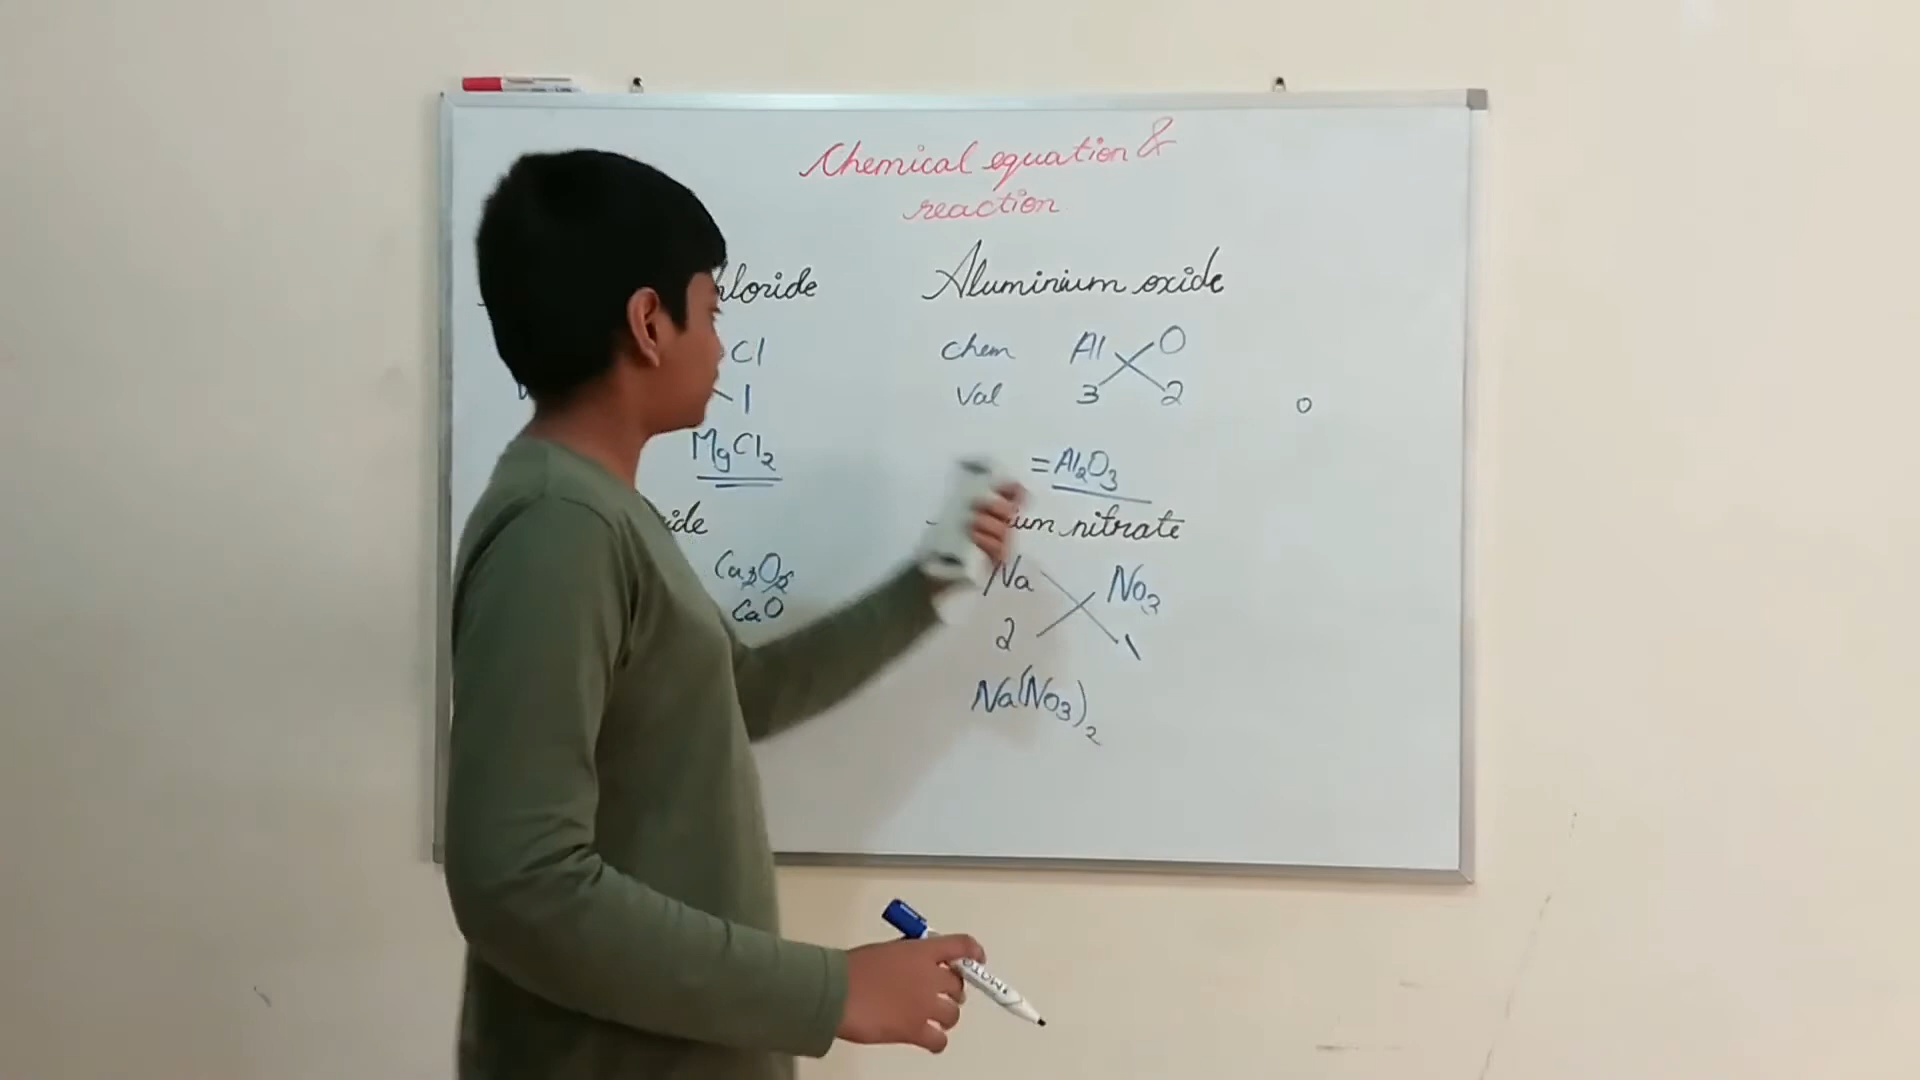 Chemical equation &
reaction
hloride
Cl
1
MgCl2
ide
Ca2O2
CaO
Aluminium oxide
Chem Al O
Val 3 2
= Al2O3
um nitrate
Na No3
2 1
Na(No3)2